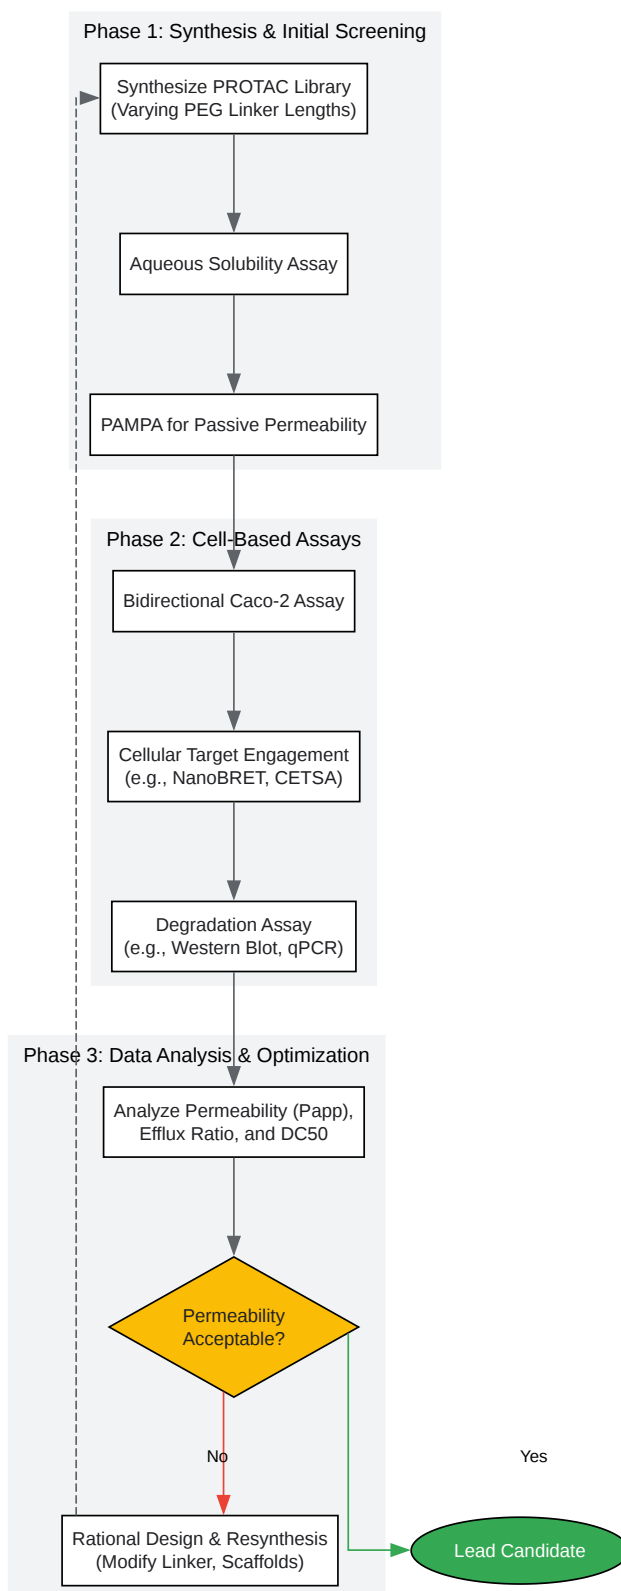 Phase 1: Synthesis & Initial Screening
Synthesize PROTAC Library
(Varying PEG Linker Lengths)
Aqueous Solubility Assay
PAMPA for Passive Permeability
Phase 2: Cell-Based Assays
Bidirectional Caco-2 Assay
Cellular Target Engagement
(e.g., NanoBRET, CETSA)
Degradation Assay
(e.g., Western Blot, qPCR)
Phase 3: Data Analysis & Optimization
Analyze Permeability (Papp),
Efflux Ratio, and DC50
Permeability
Acceptable?
No
Yes
Rational Design & Resynthesis
(Modify Linker, Scaffolds)
Lead Candidate